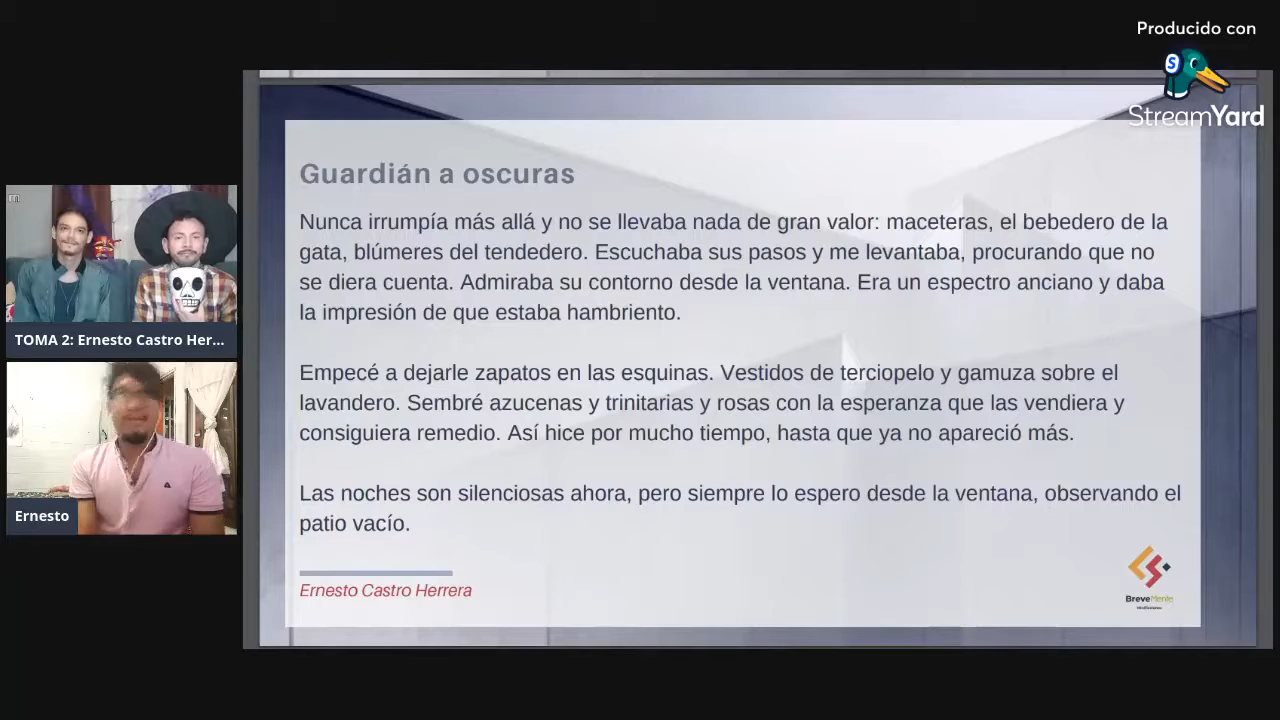 Producido con
StreamYard
Guardián a oscuras
Nunca irrumpía más allá y no se llevaba nada de gran valor: maceteras, el bebedero de la
gata, blúmeres del tendedero. Escuchaba sus pasos y me levantaba, procurando que no
se diera cuenta. Admiraba su contorno desde la ventana. Era un espectro anciano y daba
la impresión de que estaba hambriento.
Empecé a dejarle zapatos en las esquinas. Vestidos de terciopelo y gamuza sobre el
lavandero. Sembré azucenas y trinitarias y rosas con la esperanza que las vendiera y
consiguiera remedio. Así hice por mucho tiempo, hasta que ya no apareció más.
Las noches son silenciosas ahora, pero siempre lo espero desde la ventana, observando el
patio vacío.
Ernesto Castro Herrera
BreveMente
TOMA 2: Ernesto Castro Her...
Ernesto